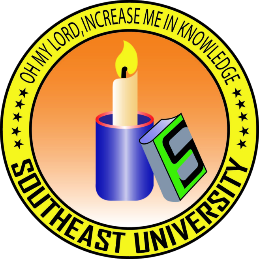 OH MY LORD, INCREASE ME IN KNOWLEDGE
S
SOUTHEAST UNIVERSITY